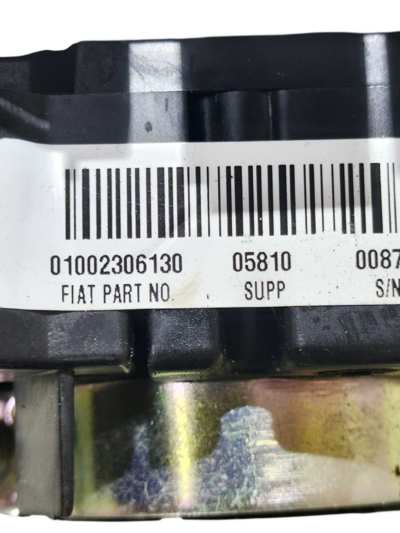 01002306130 05810 0087
FIAT PART NO. SUPP S/N